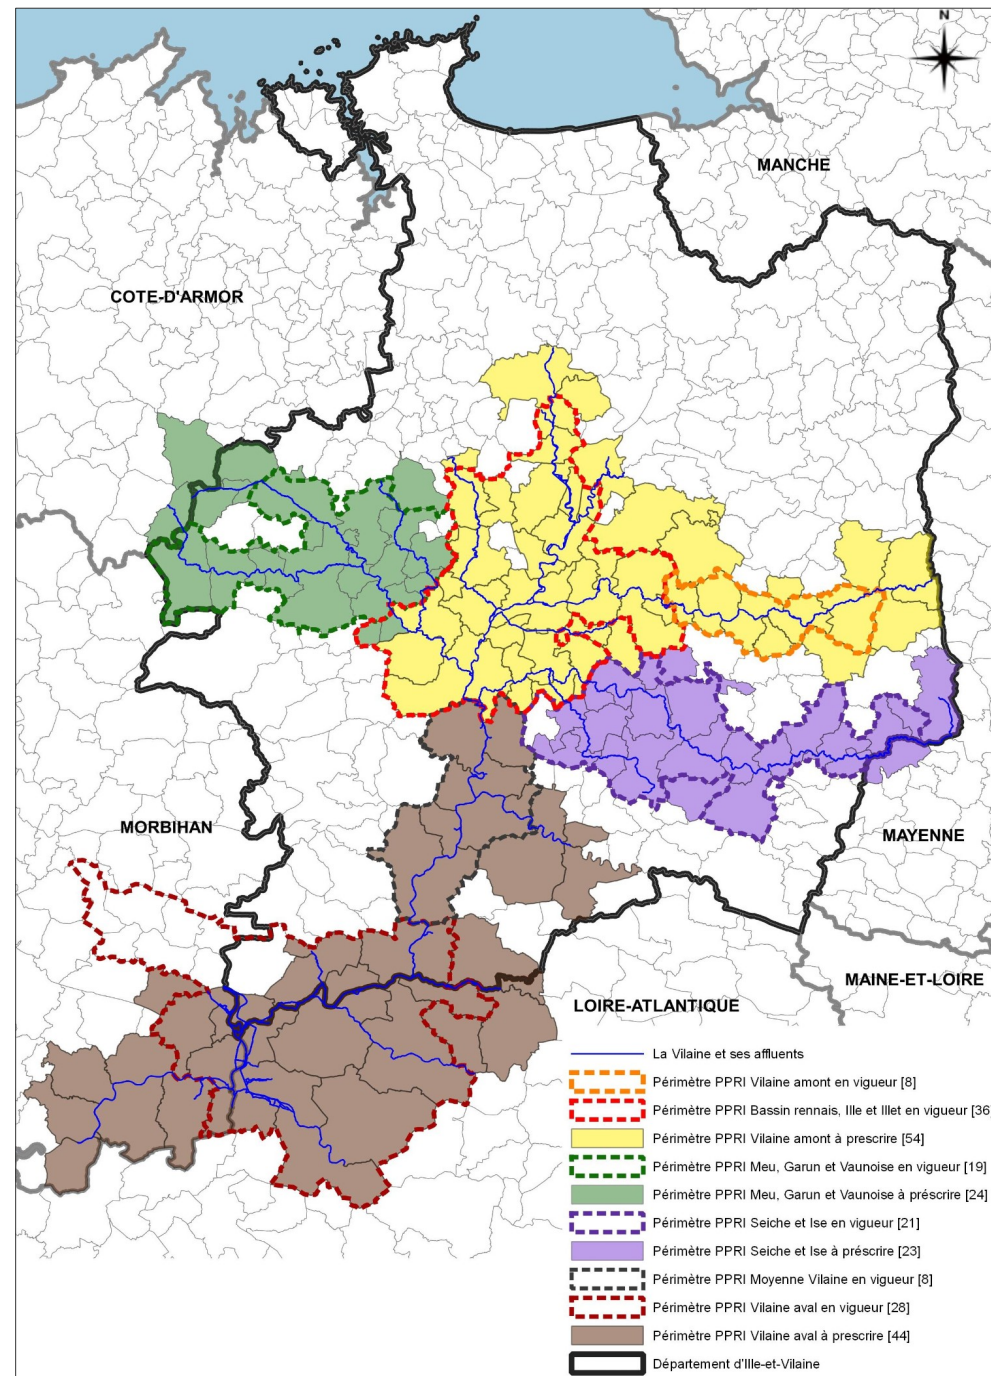 N
MANCHE
COTE-D'ARMOR
MORBIHAN
MAYENNE
MAINE-ET-LOIRE
LOIRE-ATLANTIQUE
La Vilaine et ses affluents
Périmètre PPRI Vilaine amont en vigueur [8]
Périmètre PPRI Bassin rennais, Ille et Illet en vigueur [36]
Périmètre PPRI Vilaine amont à prescrire [54]
Périmètre PPRI Meu, Garun et Vaunoise en vigueur [19]
Périmètre PPRI Meu, Garun et Vaunoise à préscrire [24]
Périmètre PPRI Seiche et Ise en vigueur [21]
Périmètre PPRI Seiche et Ise à préscrire [23]
Périmètre PPRI Moyenne Vilaine en vigueur [8]
Périmètre PPRI Vilaine aval en vigueur [28]
Périmètre PPRI Vilaine aval à prescrire [44]
Département d'Ille-et-Vilaine